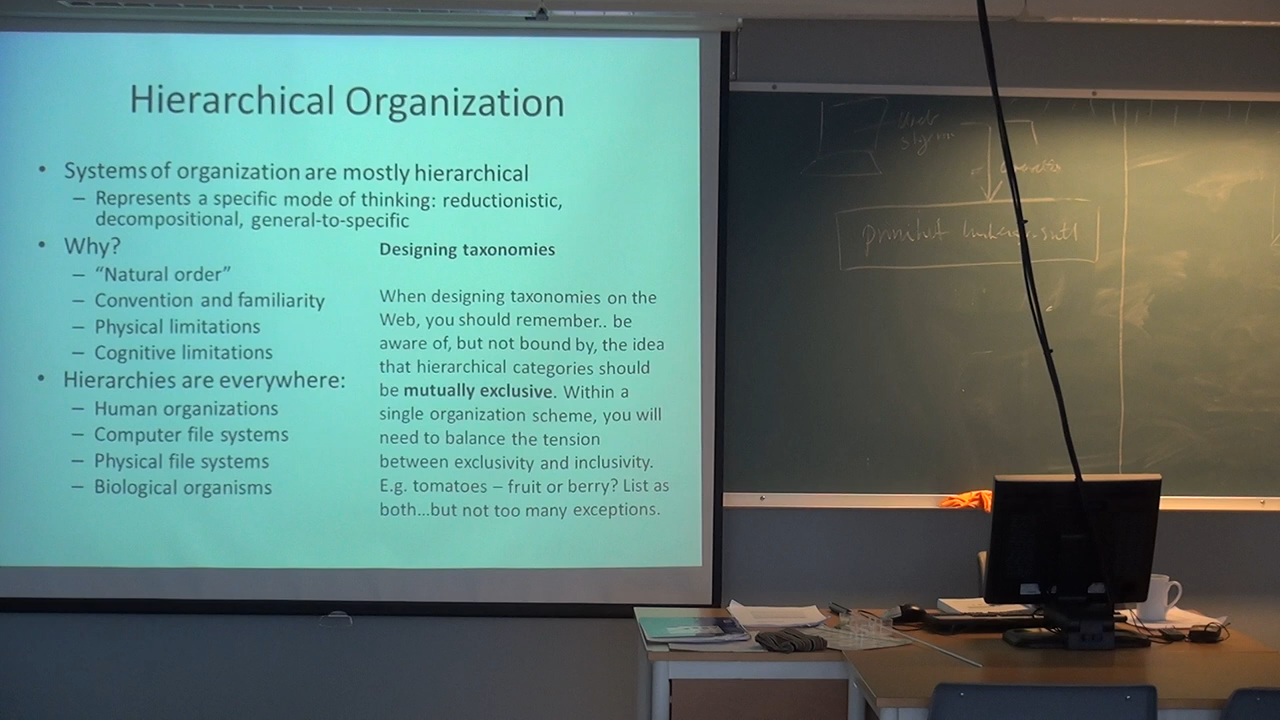 Hierarchical Organization
• Systems of organization are mostly hierarchical
– Represents a specific mode of thinking: reductionistic,
decompositional, general-to-specific
• Why?
– “Natural order”
– Convention and familiarity
– Physical limitations
– Cognitive limitations
• Hierarchies are everywhere:
– Human organizations
– Computer file systems
– Physical file systems
– Biological organisms
Designing taxonomies
When designing taxonomies on the
Web, you should remember.. be
aware of, but not bound by, the idea
that hierarchical categories should
be mutually exclusive. Within a
single organization scheme, you will
need to balance the tension
between exclusivity and inclusivity.
E.g. tomatoes – fruit or berry? List as
both...but not too many exceptions.